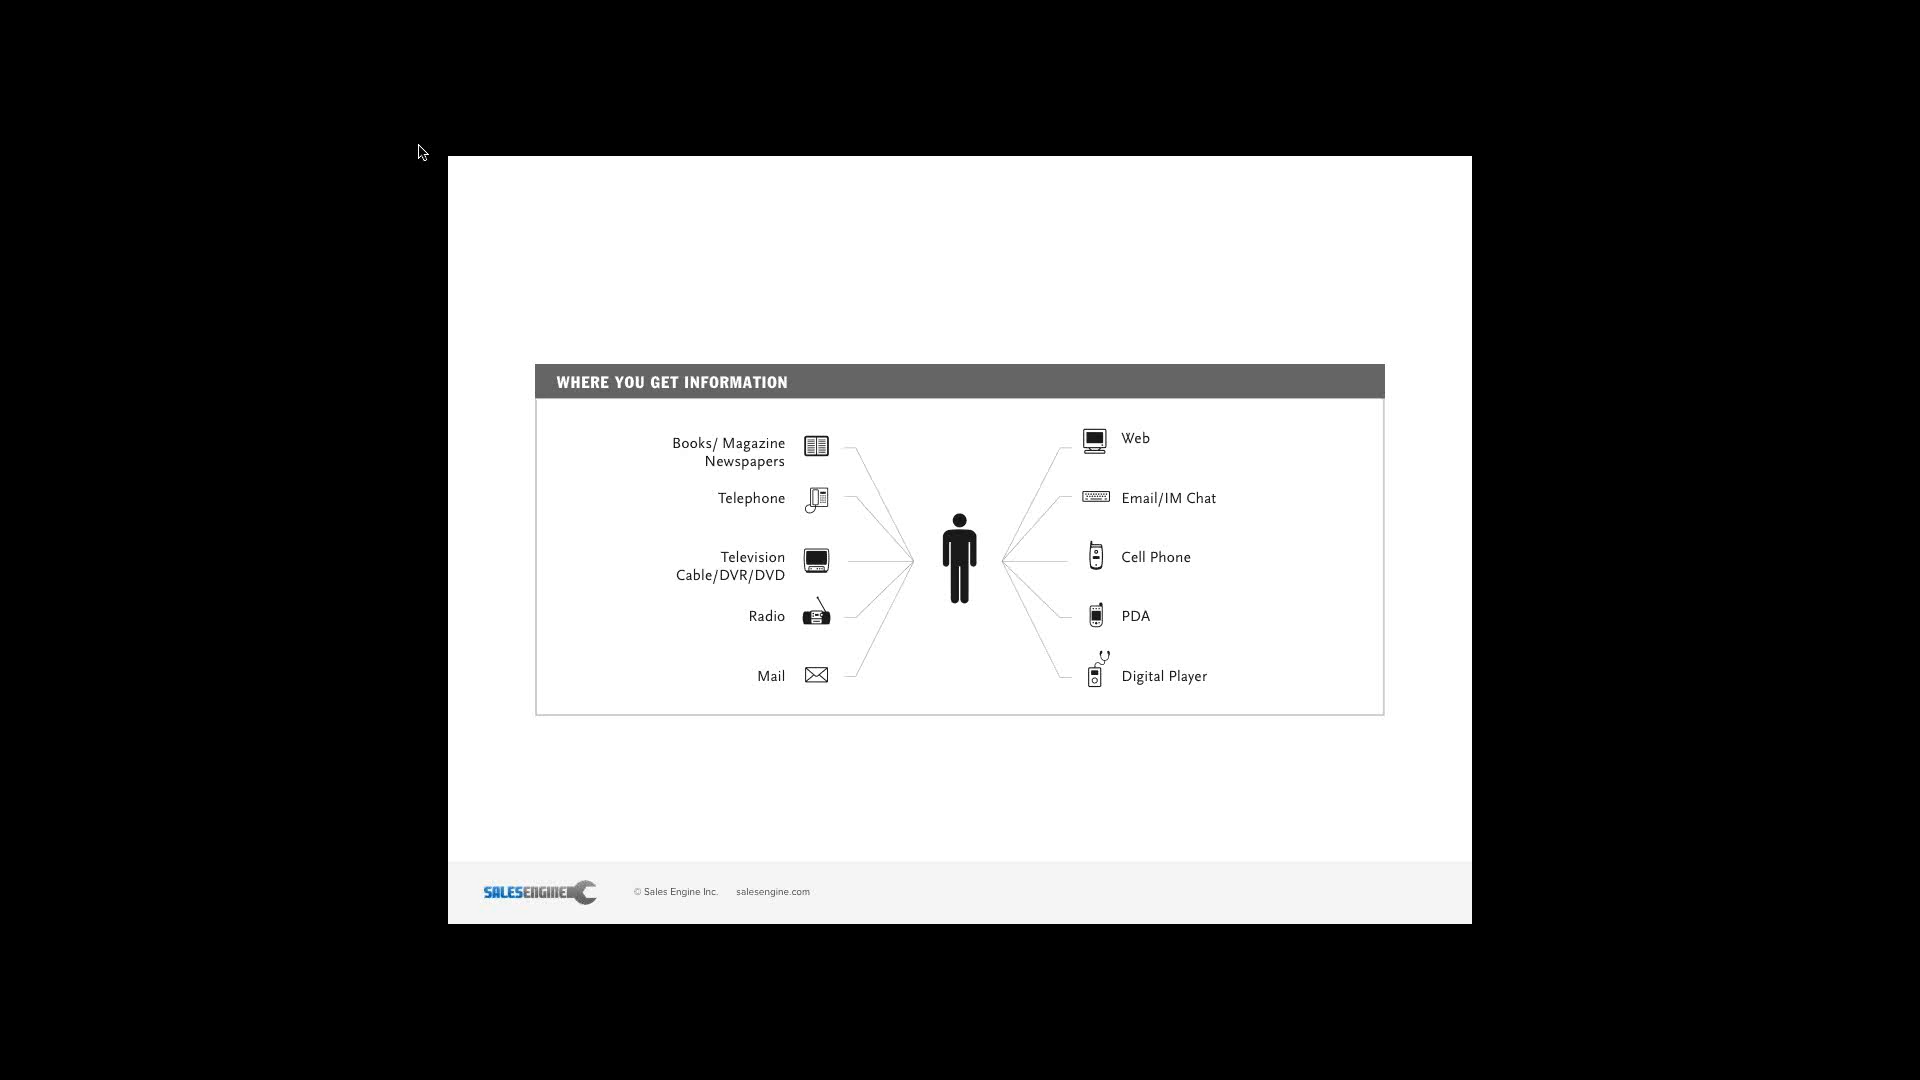 WHERE YOU GET INFORMATION
Books/ Magazine
Newspapers
Telephone
Television
Cable/DVR/DVD
Radio
Mail
Web
Email/IM Chat
Cell Phone
PDA
Digital Player
SALESENGINE
© Sales Engine Inc. salesengine.com